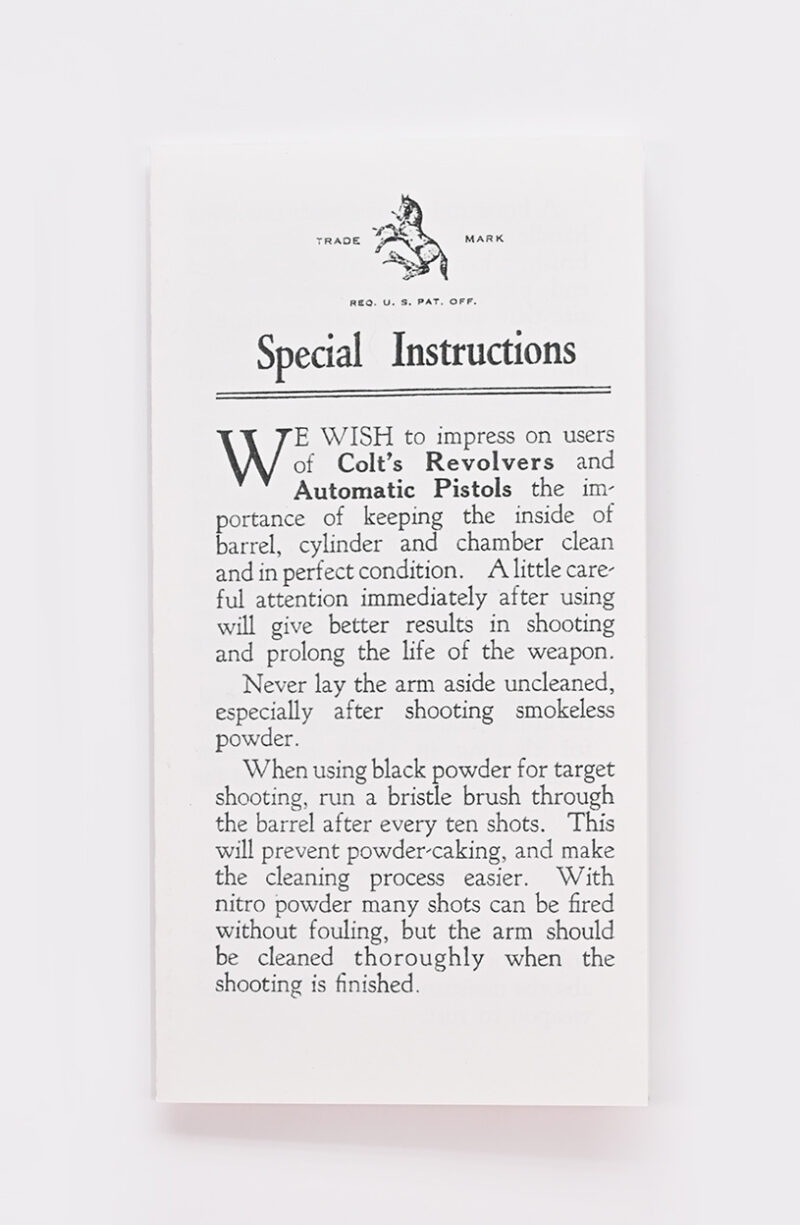 TRADE MARK
REG. U. S. PAT. OFF.
Special Instructions
WE WISH to impress on users
of Colt's Revolvers and
Automatic Pistols the im-
portance of keeping the inside of
barrel, cylinder and chamber clean
and in perfect condition. A little care-
ful attention immediately after using
will give better results in shooting
and prolong the life of the weapon.
Never lay the arm aside uncleaned,
especially after shooting smokeless
powder.
When using black powder for target
shooting, run a bristle brush through
the barrel after every ten shots. This
will prevent powder-caking, and make
the cleaning process easier. With
nitro powder many shots can be fired
without fouling, but the arm should
be cleaned thoroughly when the
shooting is finished.